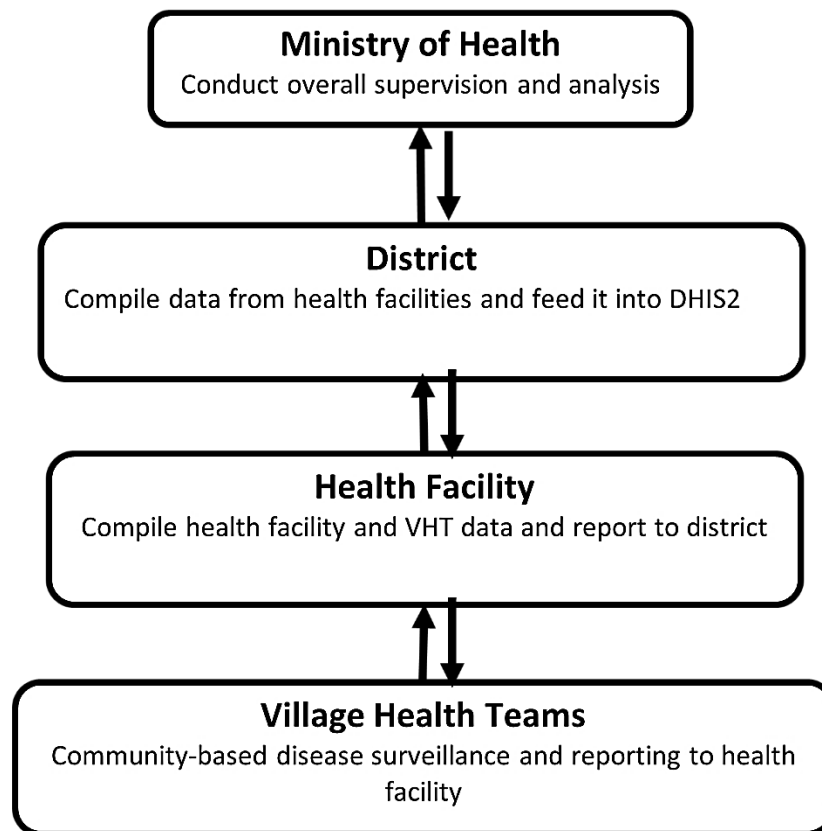 Ministry of Health
Conduct overall supervision and analysis
District
Compile data from health facilities and feed it into DHIS2
Health Facility
Compile health facility and VHT data and report to district
Village Health Teams
Community-based disease surveillance and reporting to health
facility